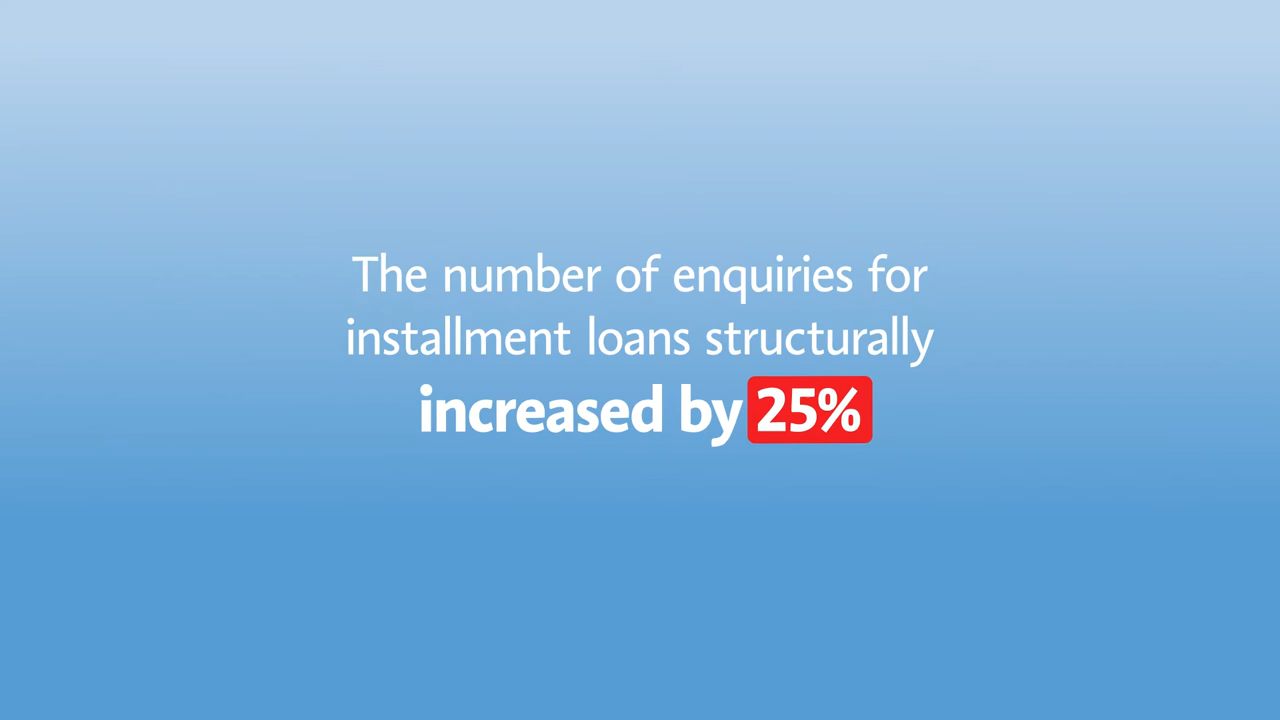 The number of enquiries for
installment loans structurally
increased by 25%